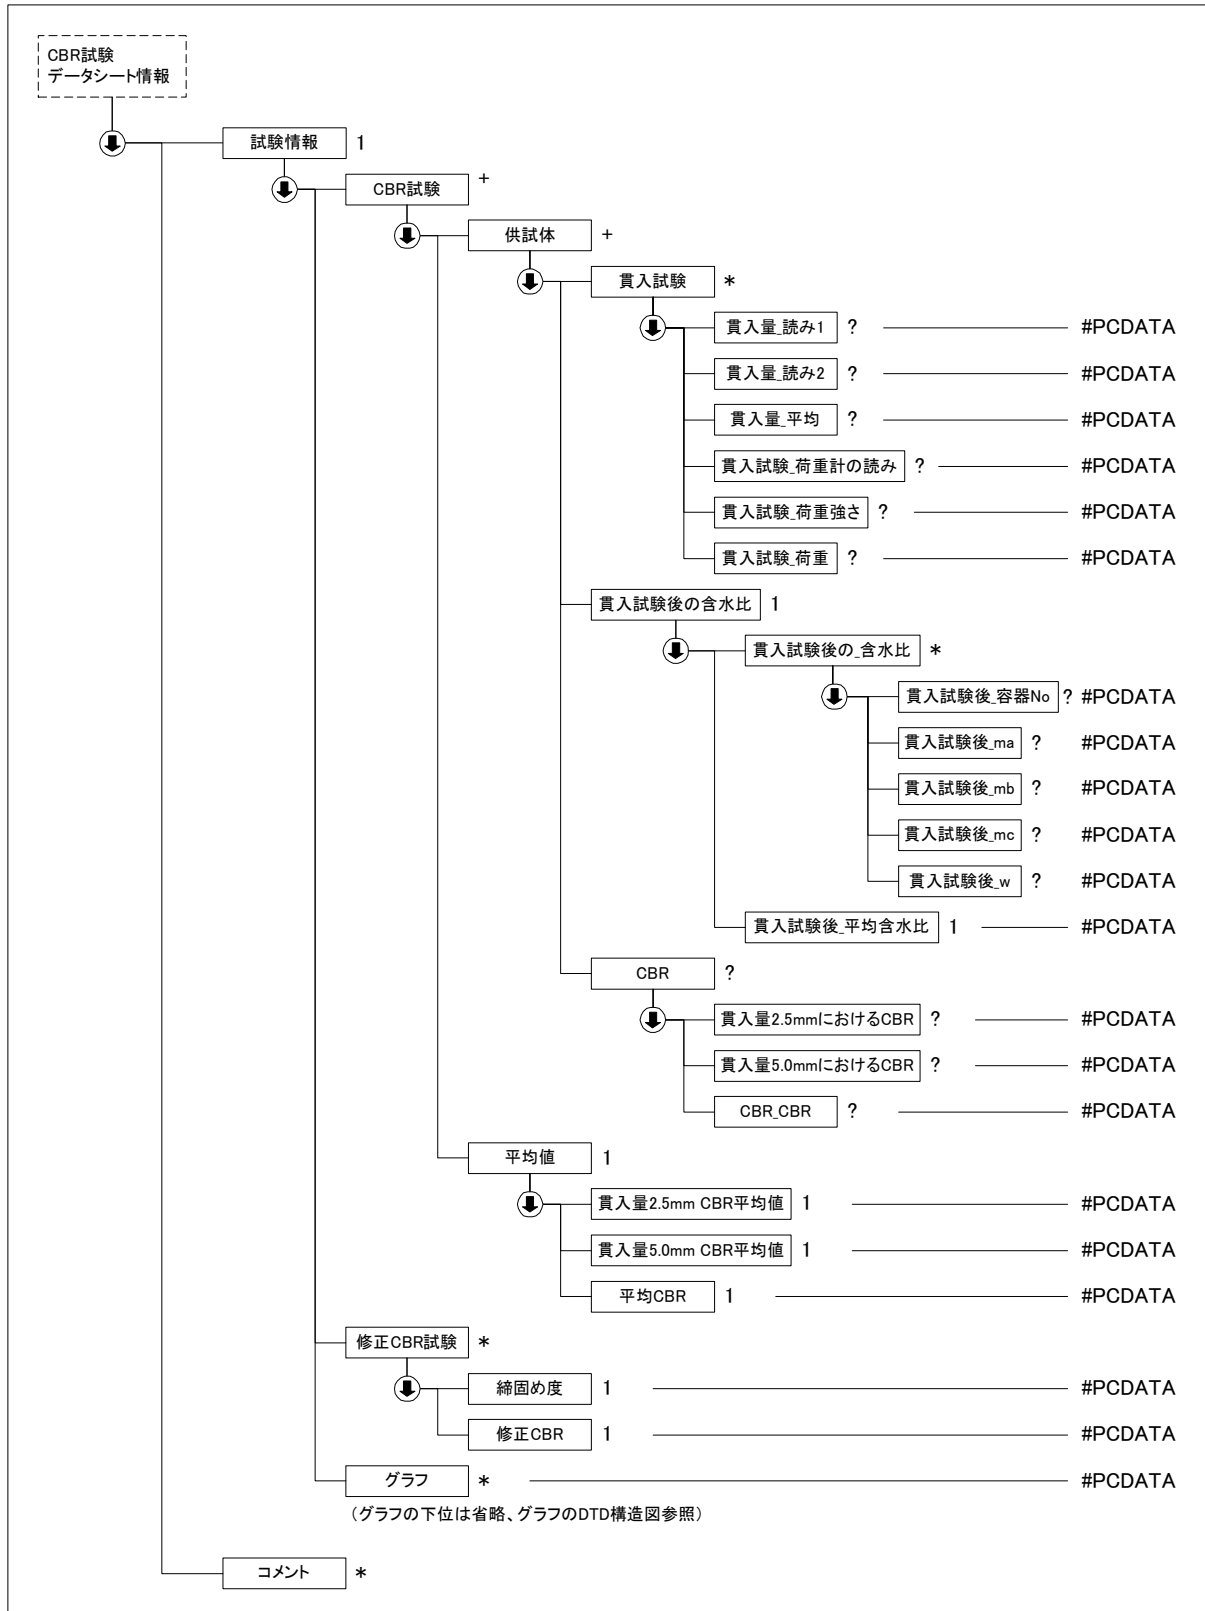 CBR試験
データシート情報
試験情報 1
CBR試験 +
供試体 +
貫入試験 *
貫入量_読み1 ? #PCDATA
貫入量_読み2 ? #PCDATA
貫入量_平均 ? #PCDATA
貫入試験_荷重計の読み ? #PCDATA
貫入試験_荷重強さ ? #PCDATA
貫入試験_荷重 ? #PCDATA
貫入試験後の含水比 1
貫入試験後の_含水比 *
貫入試験後_容器No ? #PCDATA
貫入試験後_ma ? #PCDATA
貫入試験後_mb ? #PCDATA
貫入試験後_mc ? #PCDATA
貫入試験後_w ? #PCDATA
貫入試験後_平均含水比 1 #PCDATA
CBR ?
貫入量2.5mmにおけるCBR ? #PCDATA
貫入量5.0mmにおけるCBR ? #PCDATA
CBR_CBR ? #PCDATA
平均値 1
貫入量2.5mm CBR平均値 1 #PCDATA
貫入量5.0mm CBR平均値 1 #PCDATA
平均CBR 1 #PCDATA
修正CBR試験 *
締固め度 1 #PCDATA
修正CBR 1 #PCDATA
グラフ * #PCDATA
（グラフの下位は省略、グラフのDTD構造図参照）
コメント *